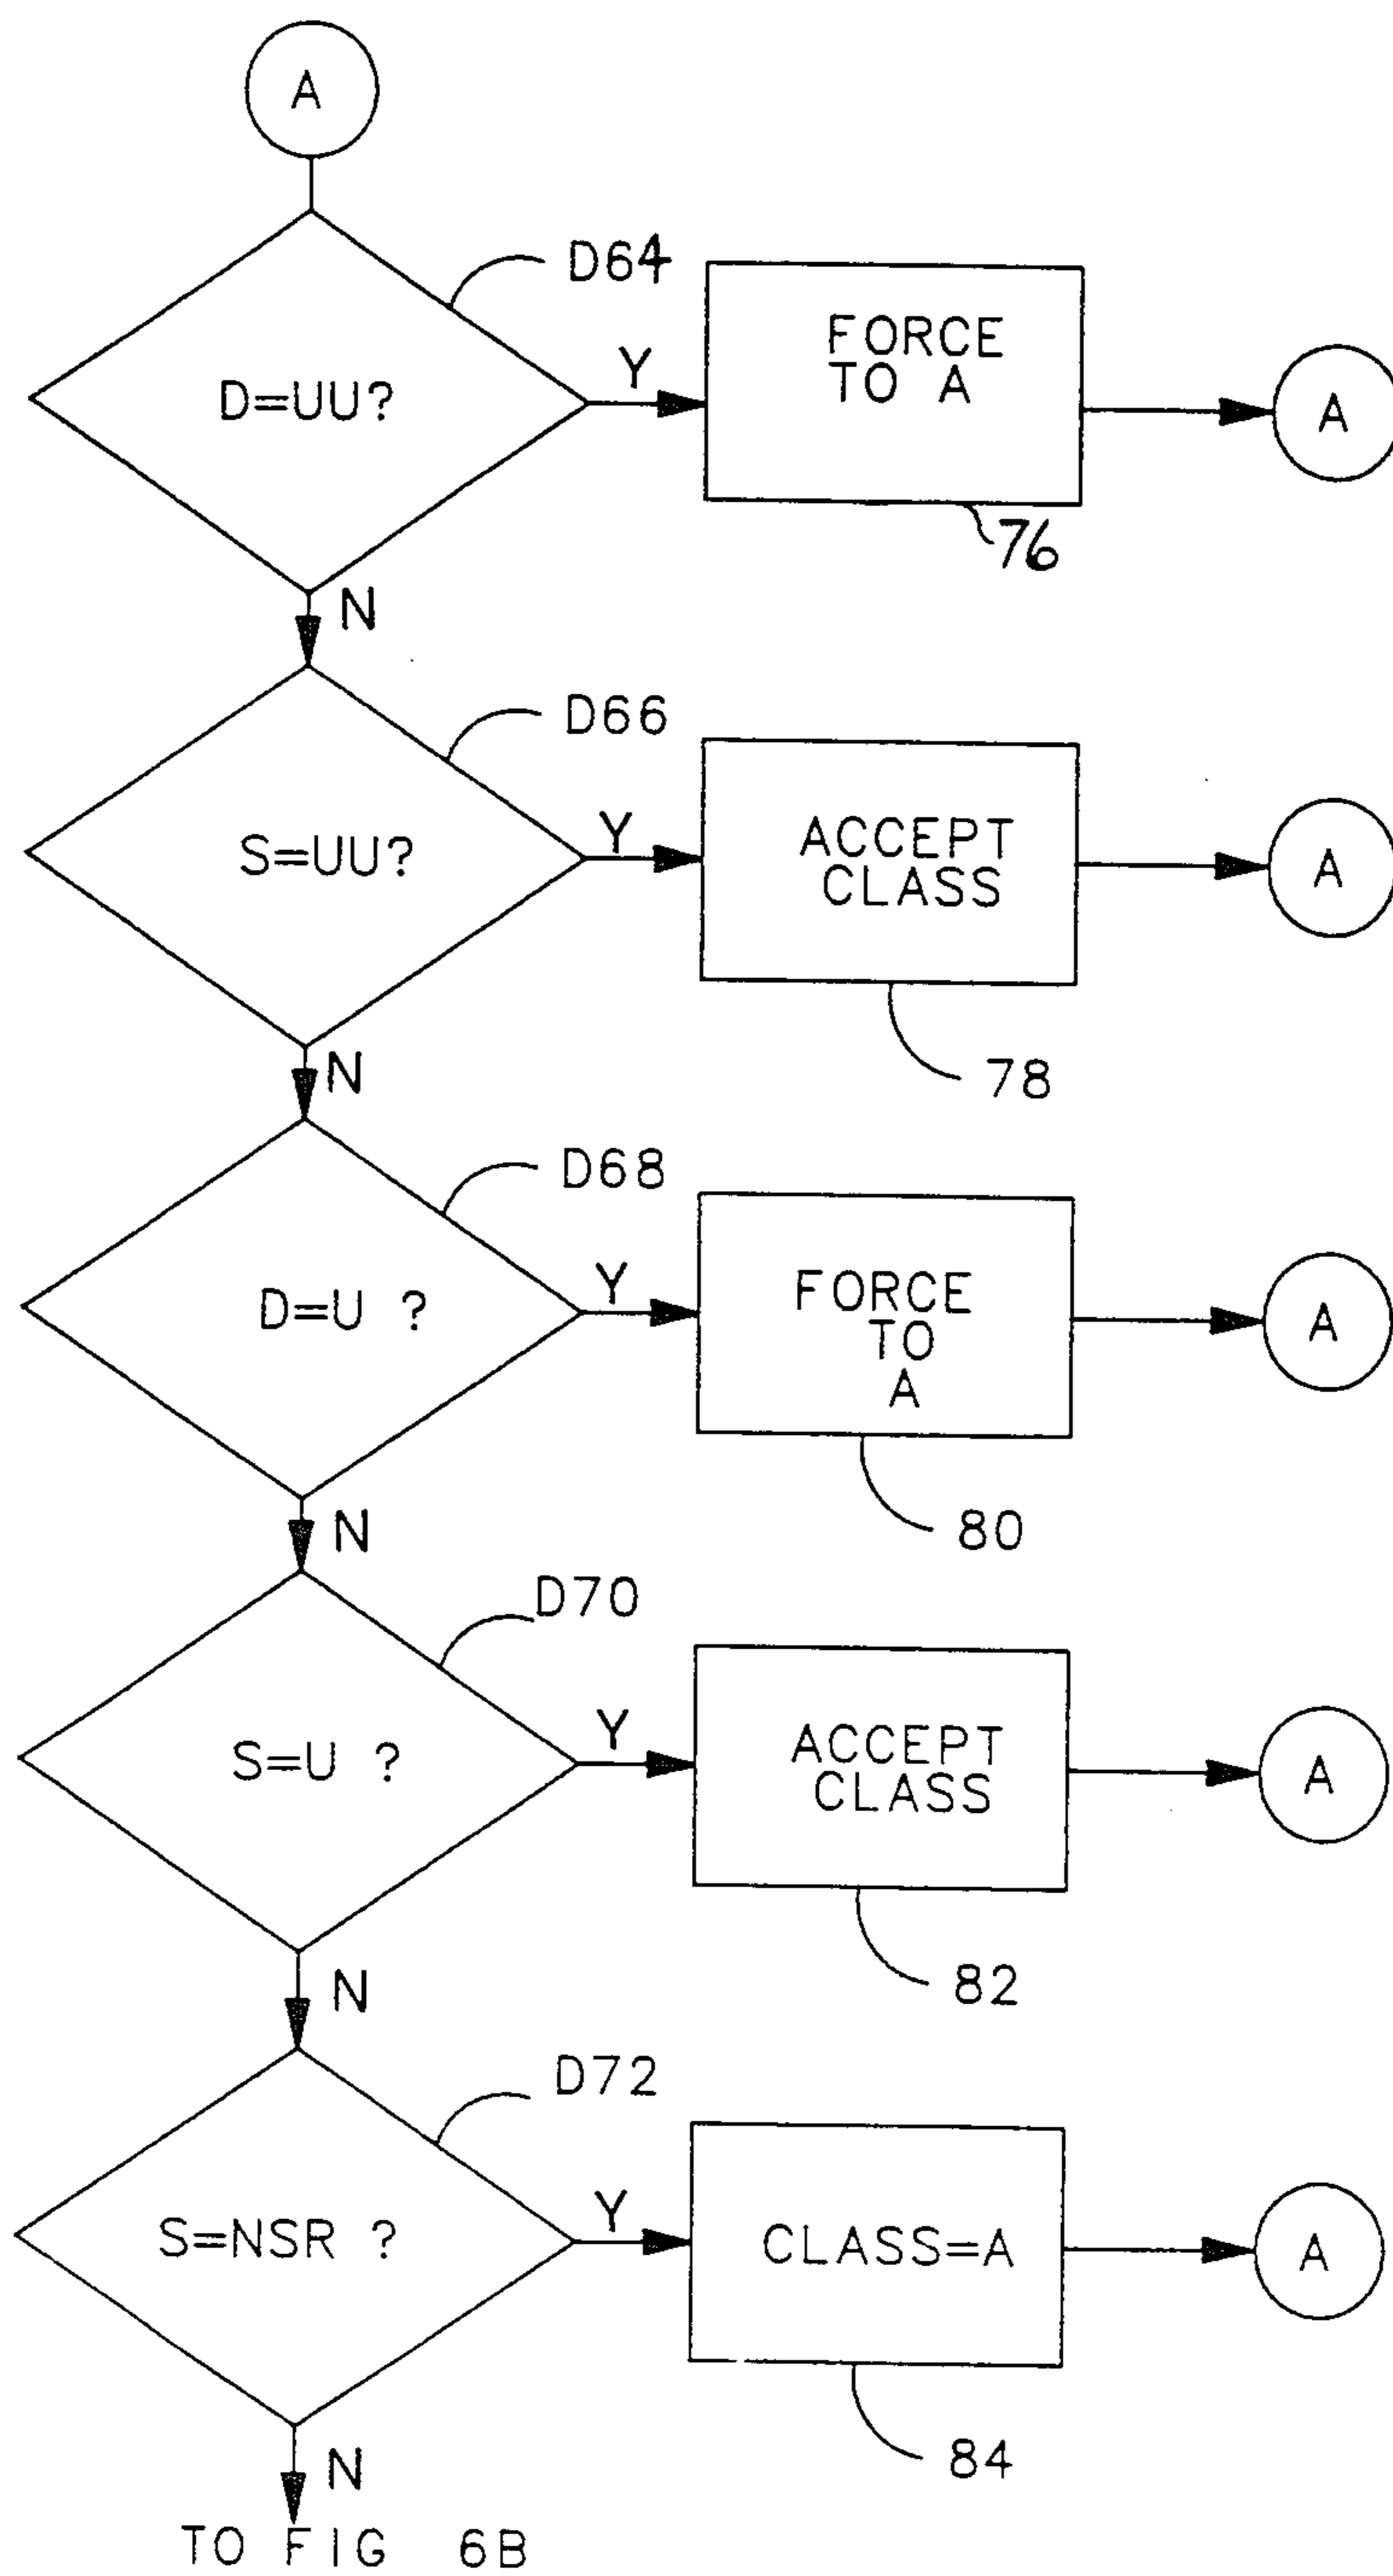 A
D64
D=UU?
Y
FORCE
TO A
A
76
N
D66
S=UU?
Y
ACCEPT
CLASS
A
78
N
D68
D=U ?
Y
FORCE
TO
A
A
80
N
D70
S=U ?
Y
ACCEPT
CLASS
A
82
N
D72
S=NSR ?
Y
CLASS=A
A
84
N
TO FIG 6B